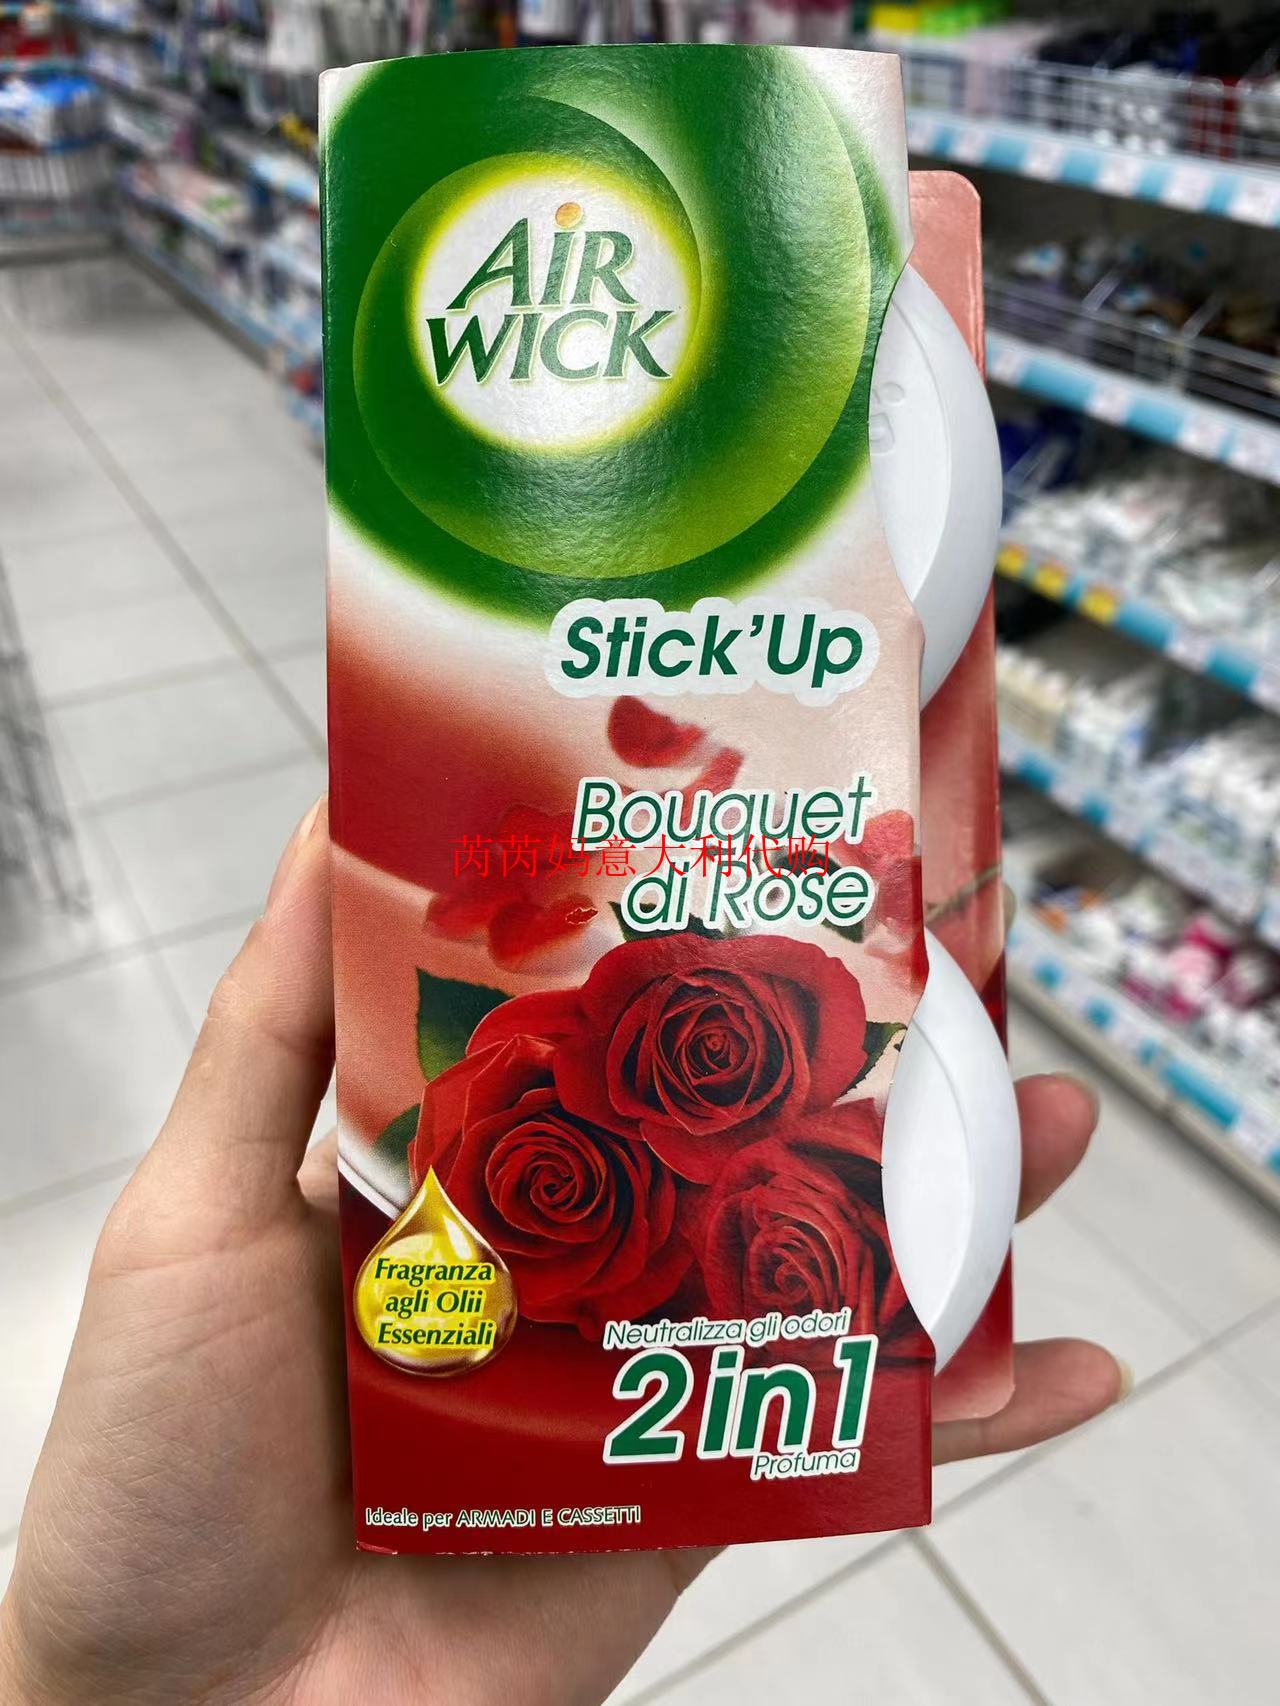 AiR
WICK
Stick'Up
Bouquet
芮芮妈意大利代购
di Rose
Fragranza
agli Olii
Essenziali
Neutralizza gli odori
2in1
Profuma
Ideale per ARMADI E CASSETTI